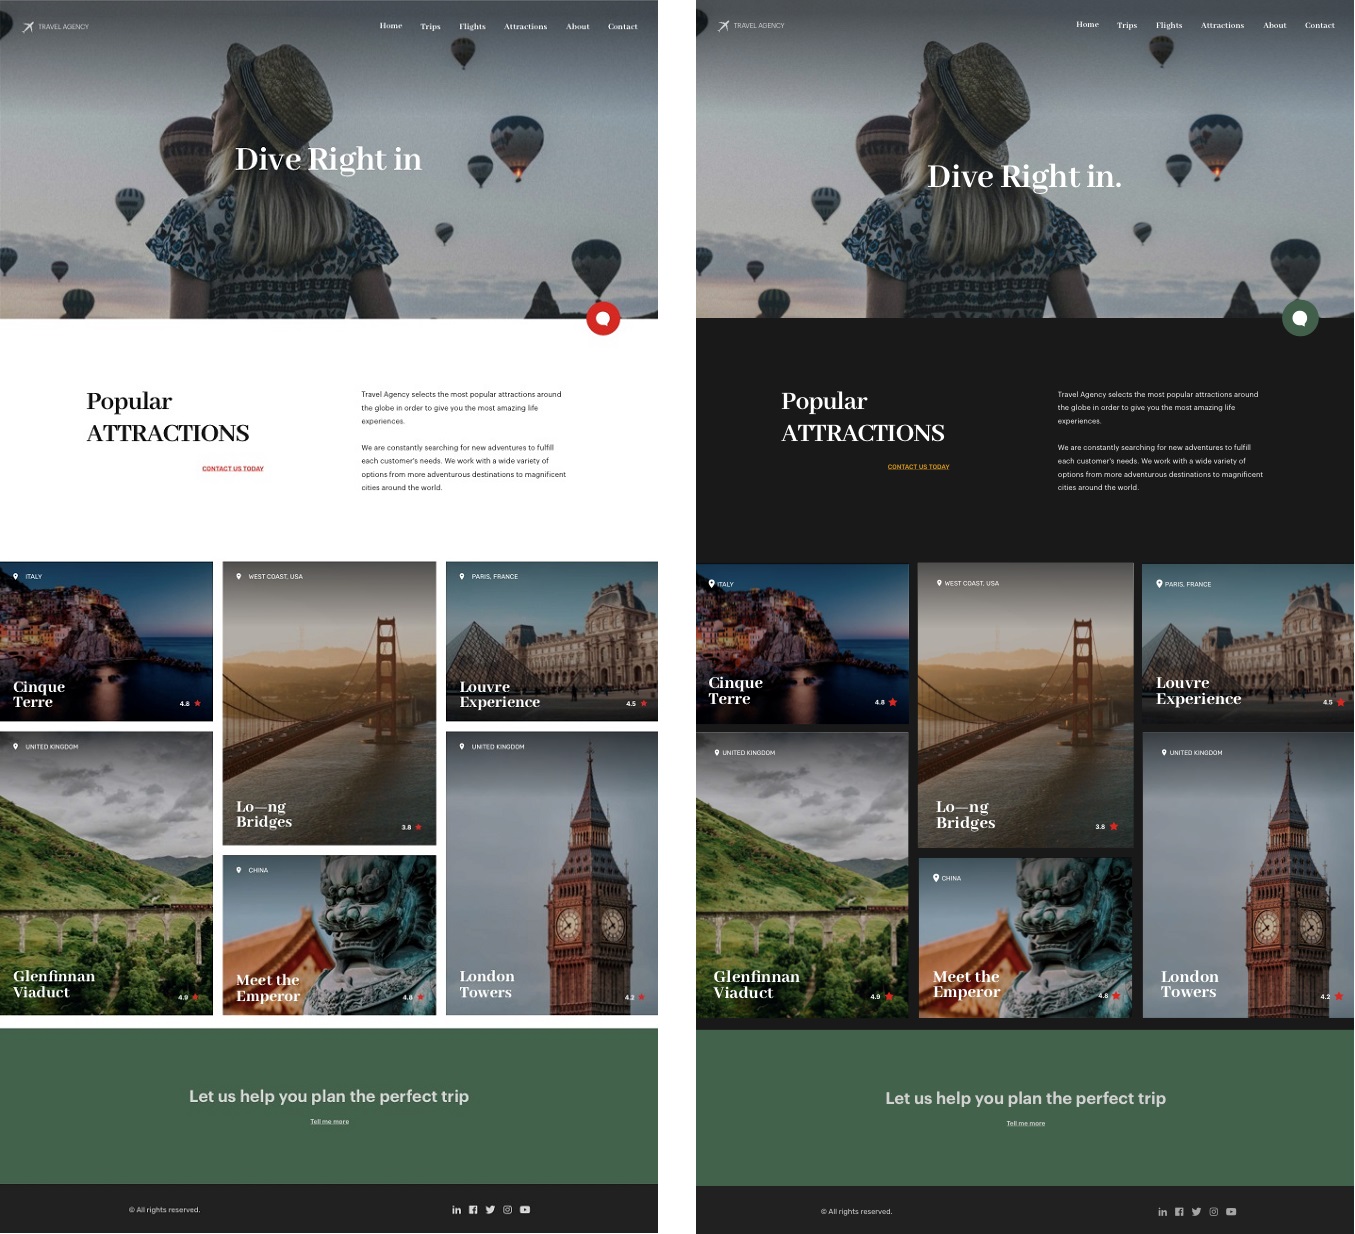 TRAVEL AGENCY
Home Trips Flights Attractions About Contact
Dive Right in
Popular
ATTRACTIONS
CONTACT US TODAY
Travel Agency selects the most popular attractions around
the globe in order to give you the most amazing life
experiences.
We are constantly searching for new adventures to fulfill
each customer's needs. We work with a wide variety of
options from more adventurous destinations to magnificent
cities around the world.
ITALY
Cinque
Terre
4.8
WEST COAST, USA
Lo—ng
Bridges
3.8
PARIS, FRANCE
Louvre
Experience
4.5
UNITED KINGDOM
Glenfinnan
Viaduct
4.9
CHINA
Meet the
Emperor
4.8
UNITED KINGDOM
London
Towers
4.2
Let us help you plan the perfect trip
Tell me more
© All rights reserved.
TRAVEL AGENCY
Home Trips Flights Attractions About Contact
Dive Right in.
Popular
ATTRACTIONS
CONTACT US TODAY
Travel Agency selects the most popular attractions around
the globe in order to give you the most amazing life
experiences.
We are constantly searching for new adventures to fulfill
each customer's needs. We work with a wide variety of
options from more adventurous destinations to magnificent
cities around the world.
ITALY
Cinque
Terre
4.8
WEST COAST, USA
Lo—ng
Bridges
3.8
PARIS, FRANCE
Louvre
Experience
4.5
UNITED KINGDOM
Glenfinnan
Viaduct
4.9
CHINA
Meet the
Emperor
4.8
UNITED KINGDOM
London
Towers
4.2
Let us help you plan the perfect trip
Tell me more
© All rights reserved.